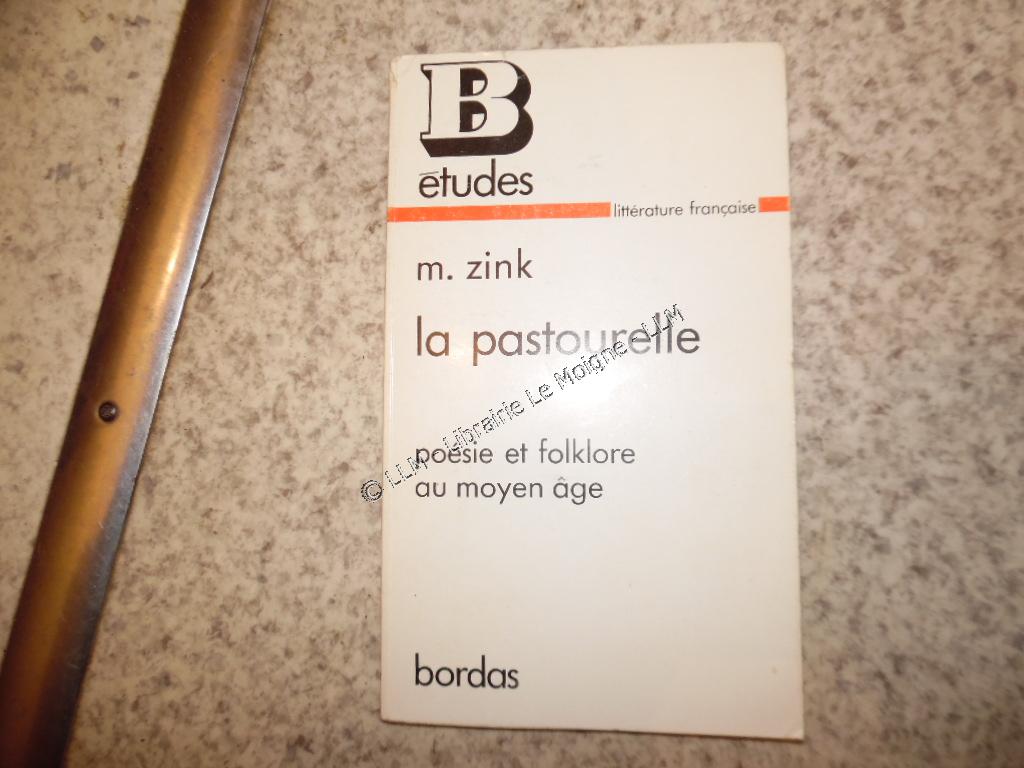 B
études
littérature française
m. zink
la pastourelle
© LLM - Librairie Le Moigne - LLM
poésie et folklore
au moyen âge
bordas